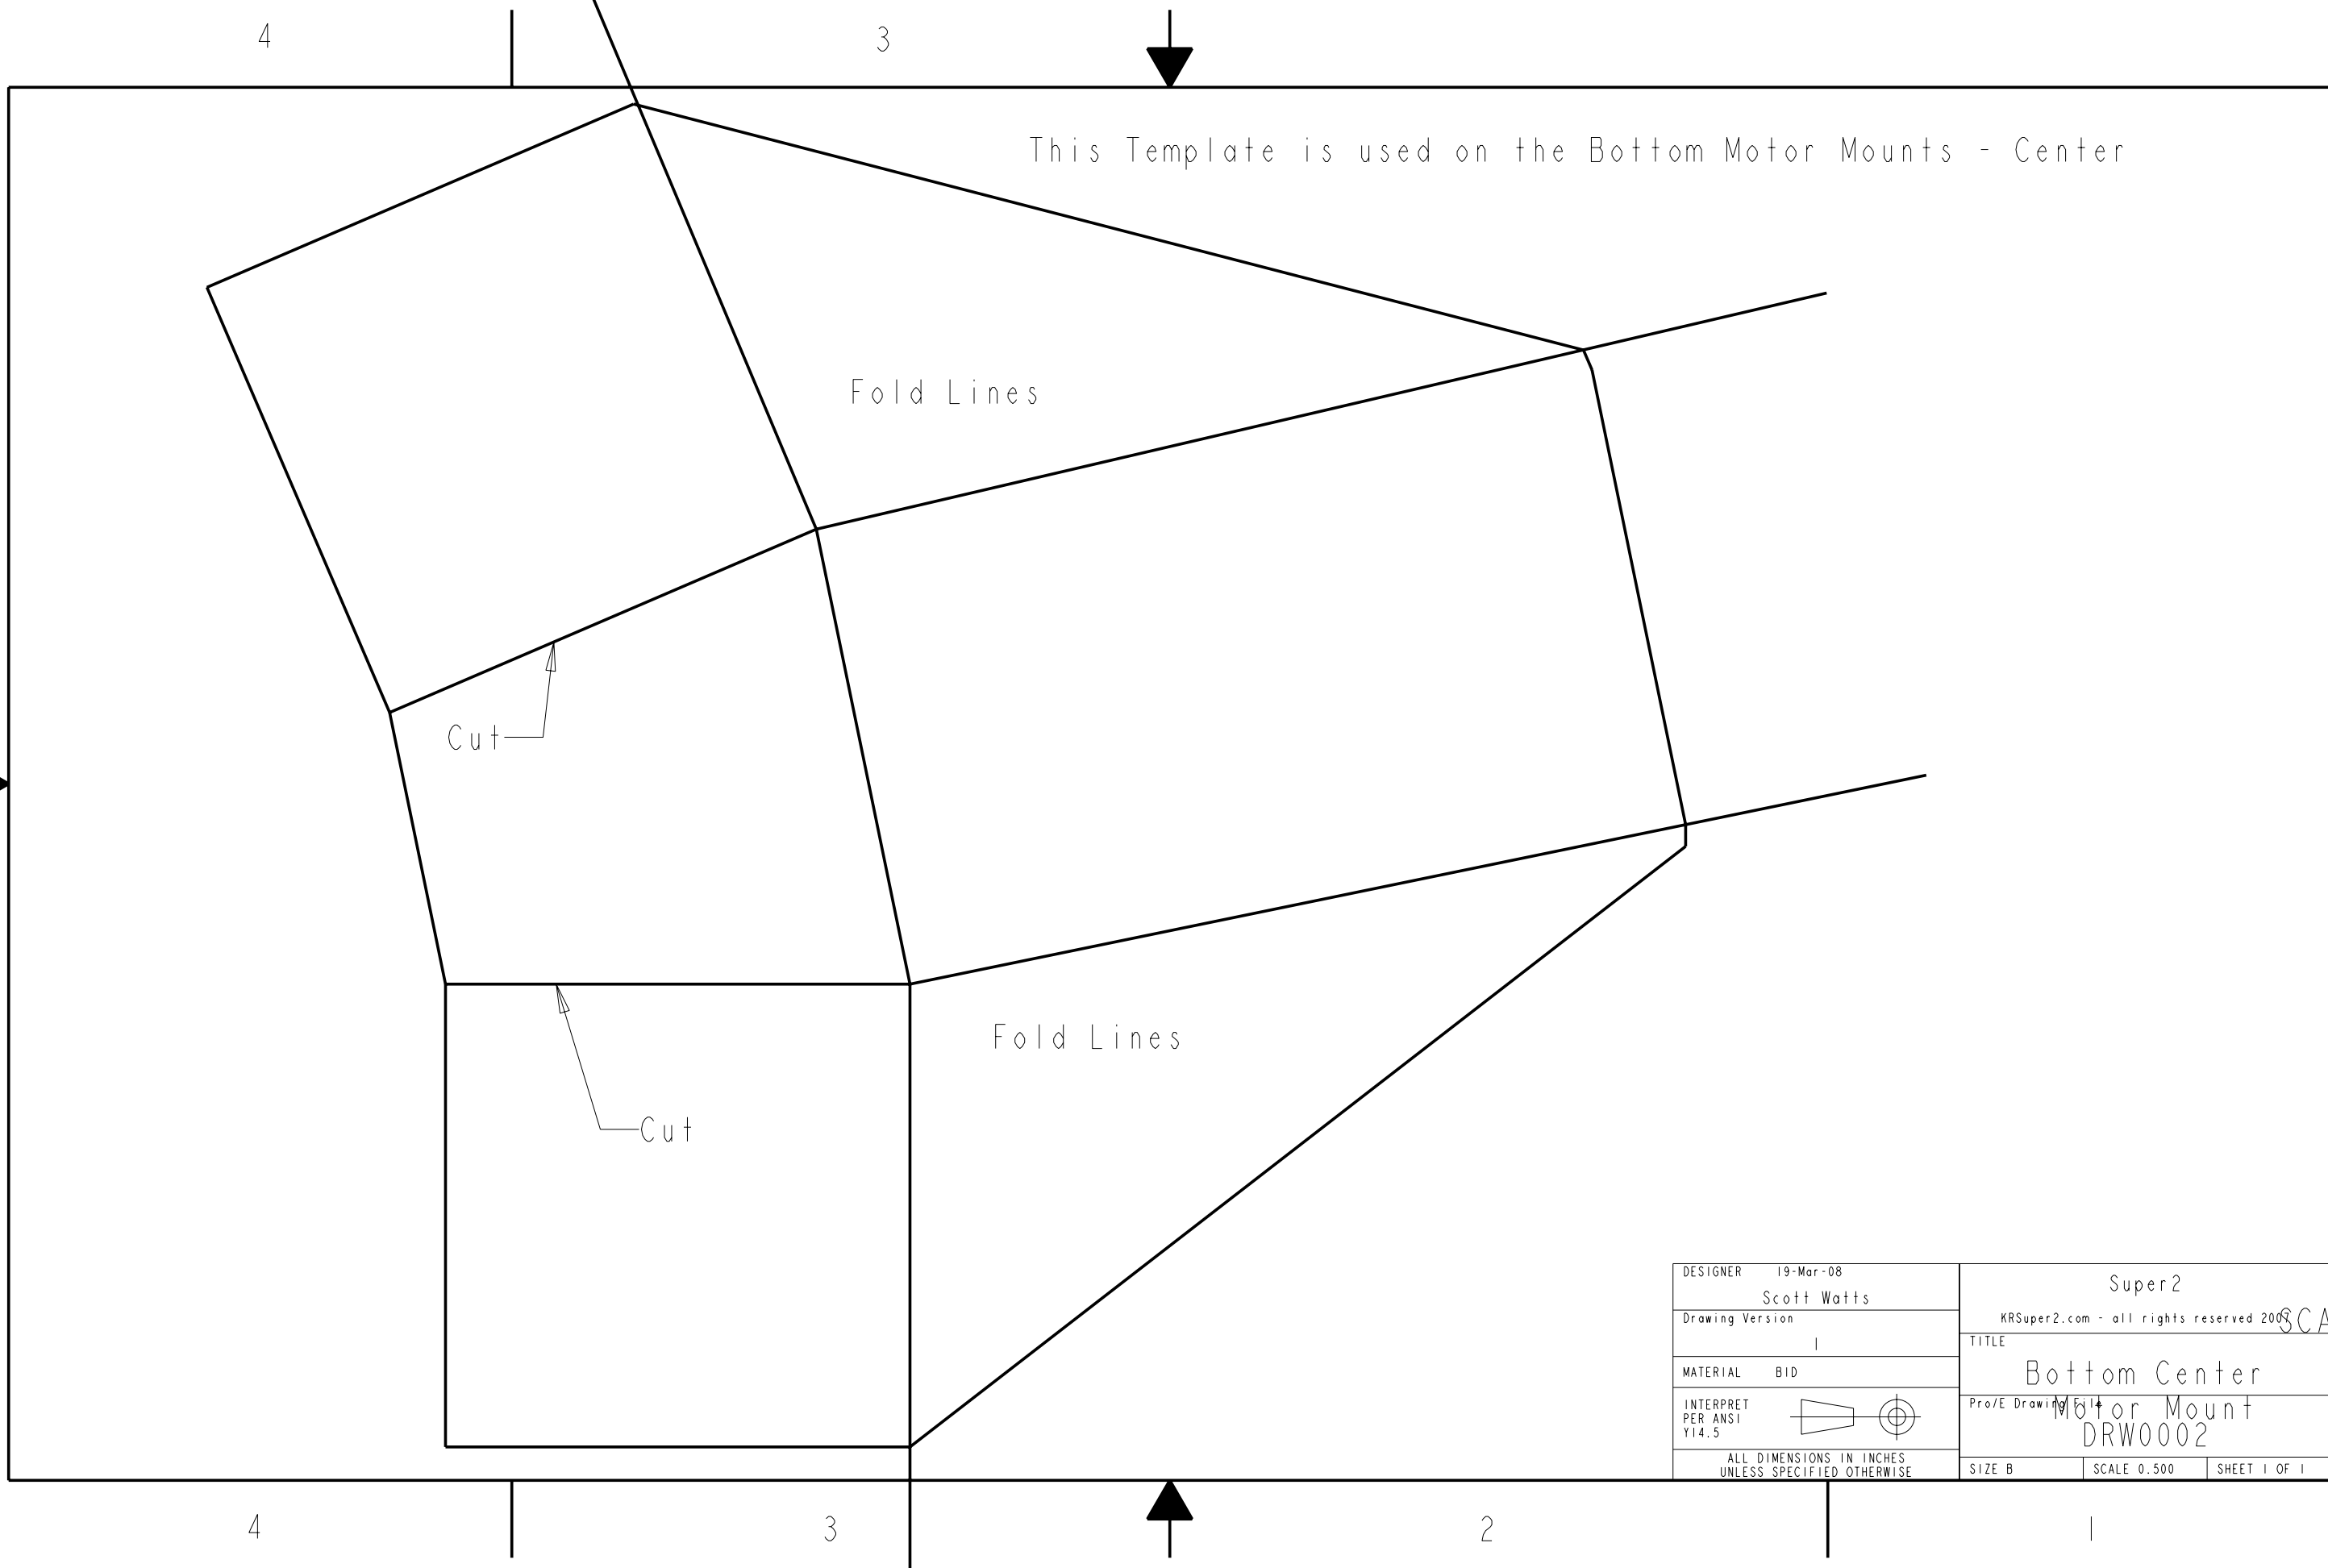 4 3
This Template is used on the Bottom Motor Mounts - Center
Fold Lines
Cut
Fold Lines
Cut
DESIGNER 19-Mar-08
Scott Watts
Drawing Version
1
MATERIAL BID
INTERPRET
PER ANSI
Y14.5
ALL DIMENSIONS IN INCHES
UNLESS SPECIFIED OTHERWISE
Super2
KRSuper2.com - all rights reserved 2007
SCA
TITLE
Bottom Center
Motor Mount
Pro/E Drawing File
DRW0002
SIZE B SCALE 0.500 SHEET 1 OF 1
4 3 2 1